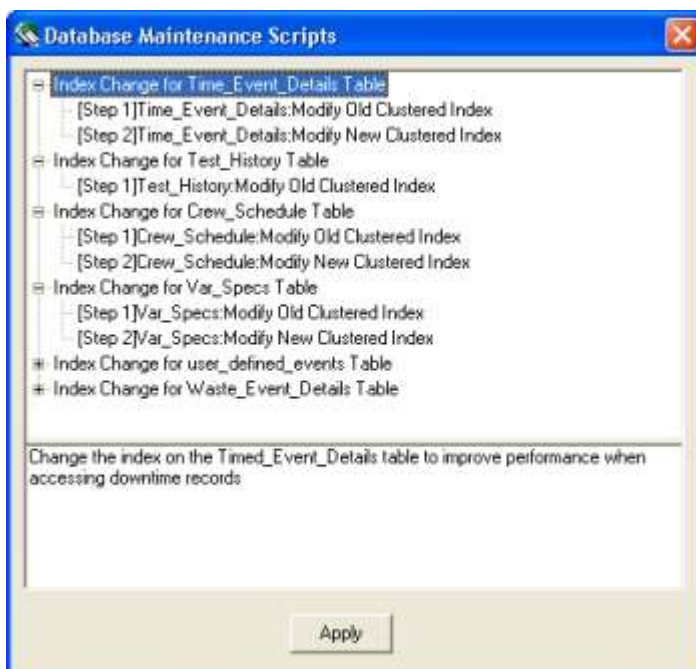 Database Maintenance Scripts
Index Change for Time_Event_Details Table
[Step 1]Time_Event_Details:Modify Old Clustered Index
[Step 2]Time_Event_Details:Modify New Clustered Index
Index Change for Test_History Table
[Step 1]Test_History:Modify Old Clustered Index
Index Change for Crew_Schedule Table
[Step 1]Crew_Schedule:Modify Old Clustered Index
[Step 2]Crew_Schedule:Modify New Clustered Index
Index Change for Var_Specs Table
[Step 1]Var_Specs:Modify Old Clustered Index
[Step 2]Var_Specs:Modify New Clustered Index
Index Change for user_defined_events Table
Index Change for Waste_Event_Details Table
Change the index on the Timed_Event_Details table to improve performance when
accessing downtime records
Apply